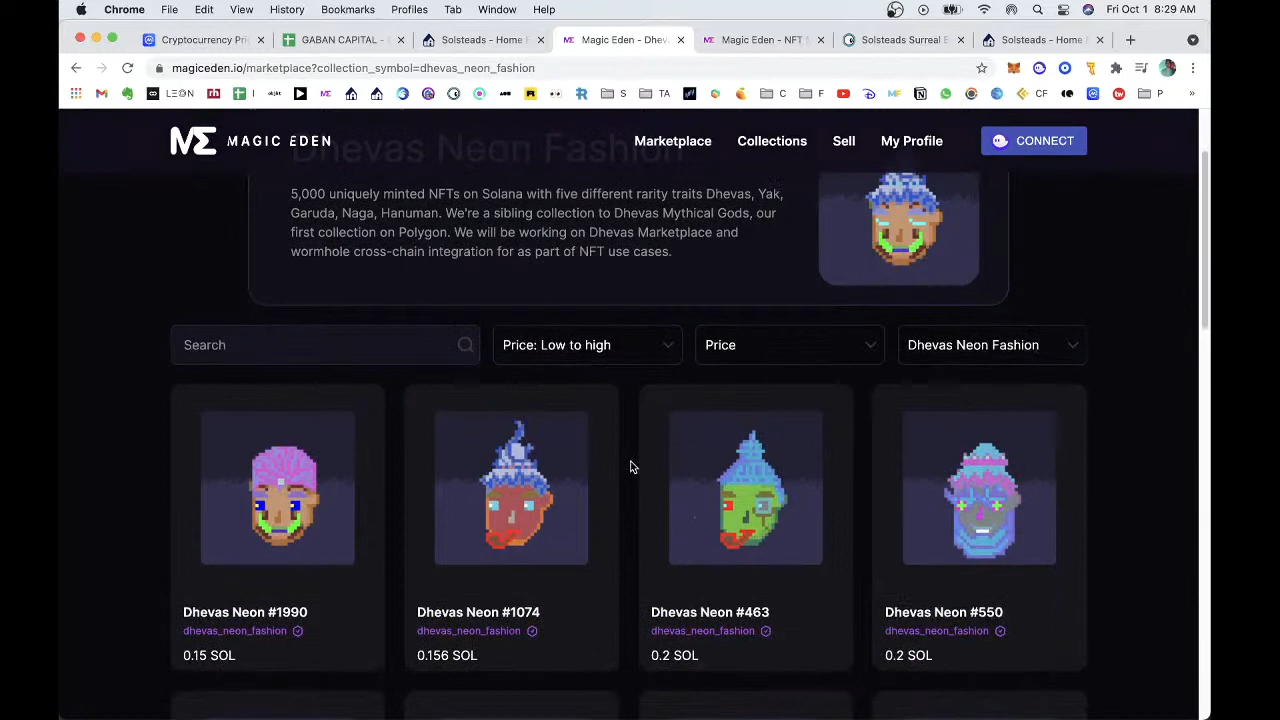 Chrome File Edit View History Bookmarks Profiles Tab Window Help Fri Oct 1 8:29 AM
Cryptocurrency Pri GABAN CAPITAL - Solsteads - Home Magic Eden - Dhev Magic Eden - NFT Solsteads Surreal Solsteads - Home
magiceden.io/marketplace?collection_symbol=dhevas_neon_fashion
LEON S TA C F CF P »
MAGIC EDEN Marketplace Collections Sell My Profile CONNECT
Dhevas Neon Fashion
5,000 uniquely minted NFTs on Solana with five different rarity traits Dhevas, Yak,
Garuda, Naga, Hanuman. We're a sibling collection to Dhevas Mythical Gods, our
first collection on Polygon. We will be working on Dhevas Marketplace and
wormhole cross-chain integration for as part of NFT use cases.
Search Price: Low to high Price Dhevas Neon Fashion
Dhevas Neon #1990 Dhevas Neon #1074 Dhevas Neon #463 Dhevas Neon #550
dhevas_neon_fashion dhevas_neon_fashion dhevas_neon_fashion dhevas_neon_fashion
0.15 SOL 0.156 SOL 0.2 SOL 0.2 SOL